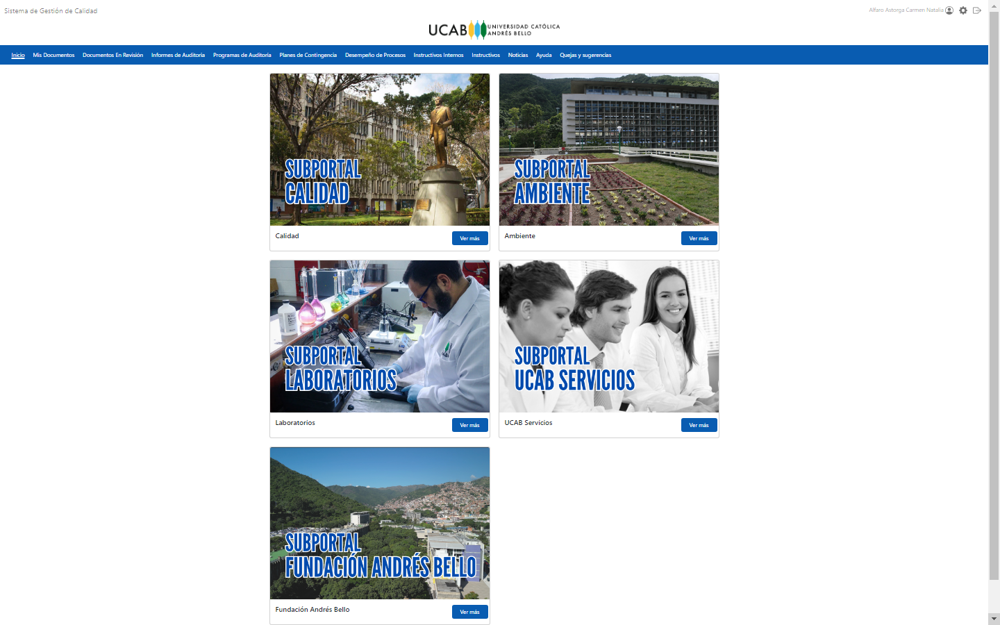 Sistema de Gestión de Calidad
Alfaro Astorga Carmen Natalia
UCAB UNIVERSIDAD CATÓLICA
ANDRÉS BELLO
Inicio Mis Documentos Documentos En Revisión Informes de Auditoria Programas de Auditoria Planes de Contingencia Desempeño de Procesos Instructivos Internos Instructivos Noticias Ayuda Quejas y sugerencias
SUBPORTAL
CALIDAD
Calidad
Ver más
SUBPORTAL
AMBIENTE
Ambiente
Ver más
SUBPORTAL
LABORATORIOS
Laboratorios
Ver más
SUBPORTAL
UCAB SERVICIOS
UCAB Servicios
Ver más
SUBPORTAL
FUNDACIÓN ANDRÉS BELLO
Fundación Andrés Bello
Ver más